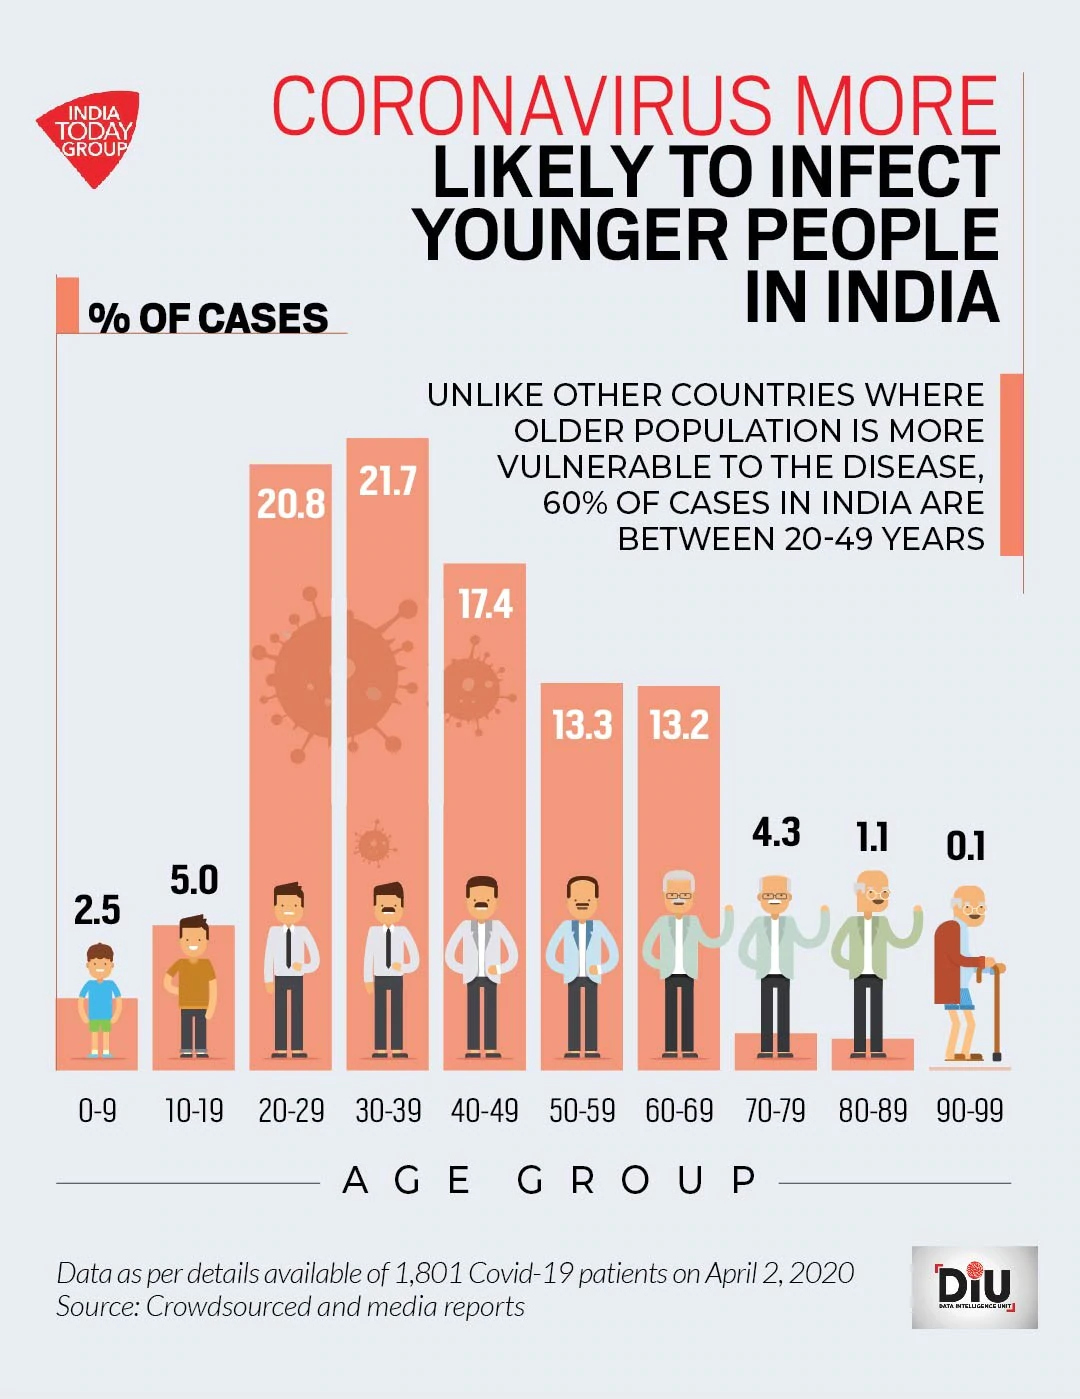 INDIA
TODAY
GROUP
CORONAVIRUS MORE
LIKELY TO INFECT
YOUNGER PEOPLE
IN INDIA
% OF CASES
UNLIKE OTHER COUNTRIES WHERE
OLDER POPULATION IS MORE
VULNERABLE TO THE DISEASE,
60% OF CASES IN INDIA ARE
BETWEEN 20-49 YEARS
2.5 5.0 20.8 21.7 17.4 13.3 13.2 4.3 1.1 0.1
0-9 10-19 20-29 30-39 40-49 50-59 60-69 70-79 80-89 90-99
AGE GROUP
Data as per details available of 1,801 Covid-19 patients on April 2, 2020
Source: Crowdsourced and media reports
DiU
DATA INTELLIGENCE UNIT